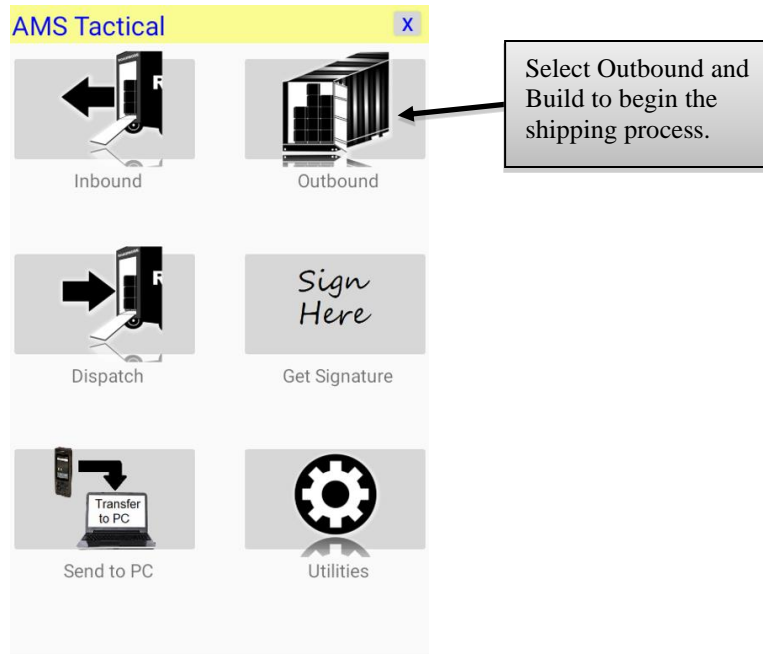 AMS Tactical
X
Select Outbound and
Build to begin the
shipping process.
R
Inbound
Outbound
R
Sign
Here
Dispatch
Get Signature
Transfer
to PC
Send to PC
Utilities